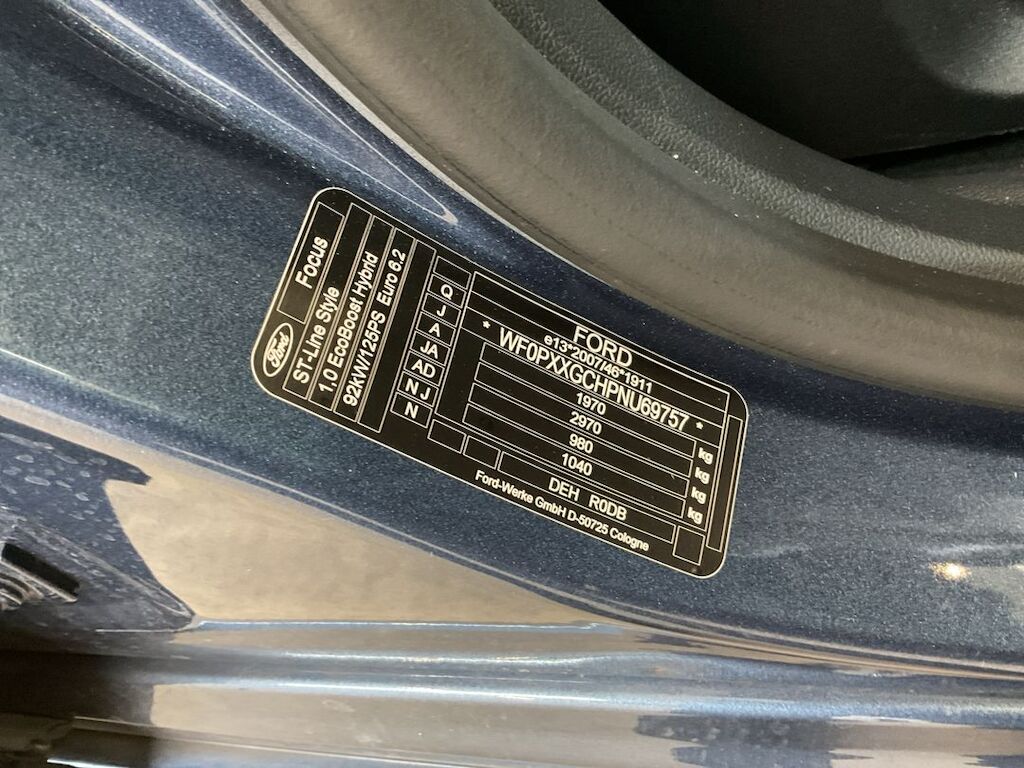 Ford
Focus
ST-Line Style
1.0 EcoBoost Hybrid
92kW/125PS Euro 6.2
Q
J
A
JA
AD
NJ
N
FORD
e13*2007/46*1911
* WF0PXXGCHPNU69757 *
1970 kg
2970 kg
980 kg
1040 kg
DEH R0DB
Ford-Werke GmbH D-50725 Cologne